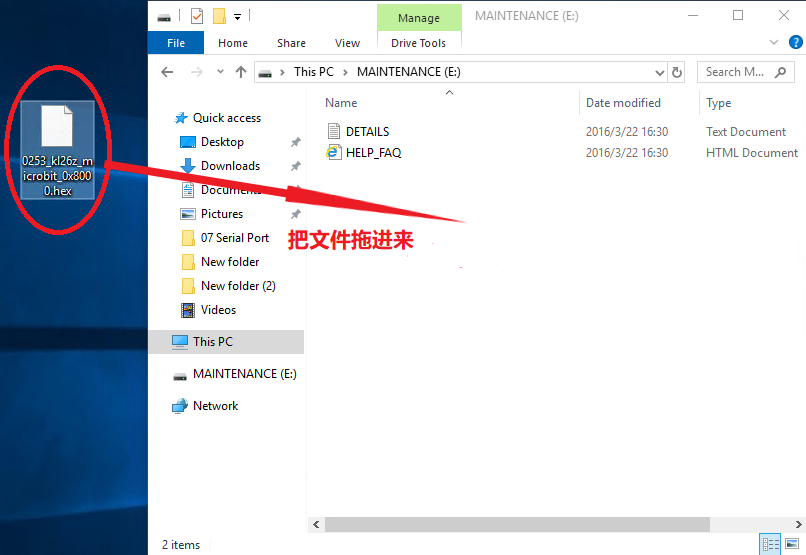 Manage
MAINTENANCE (E:)
File
Home
Share
View
Drive Tools
This PC
MAINTENANCE (E:)
Search M...
Name
Date modified
Type
Quick access
Desktop
Downloads
Documents
Pictures
07 Serial Port
New folder
New folder (2)
Videos
This PC
MAINTENANCE (E:)
Network
DETAILS
2016/3/22 16:30
Text Document
HELP_FAQ
2016/3/22 16:30
HTML Document
0253_kl26z_m
icrobit_0x800
0.hex
把文件拖进来
2 items